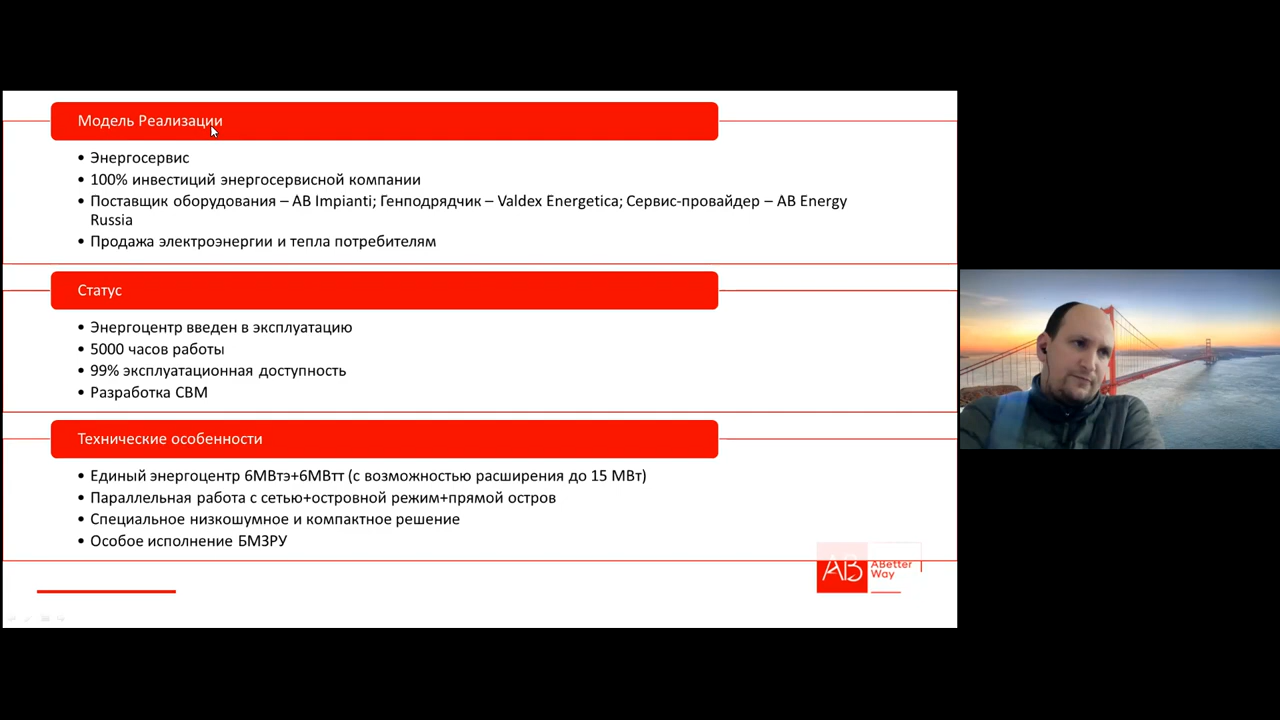 Модель Реализации
• Энергосервис
• 100% инвестиций энергосервисной компании
• Поставщик оборудования – AB Impianti; Генподрядчик – Valdex Energetica; Сервис-провайдер – AB Energy
Russia
• Продажа электроэнергии и тепла потребителям
Статус
• Энергоцентр введен в эксплуатацию
• 5000 часов работы
• 99% эксплуатационная доступность
• Разработка СВМ
Технические особенности
• Единый энергоцентр 6МВтэ+6МВтт (с возможностью расширения до 15 МВт)
• Параллельная работа с сетью+островной режим+прямой остров
• Специальное низкошумное и компактное решение
• Особое исполнение БМЗРУ
AB
ABetter
Way